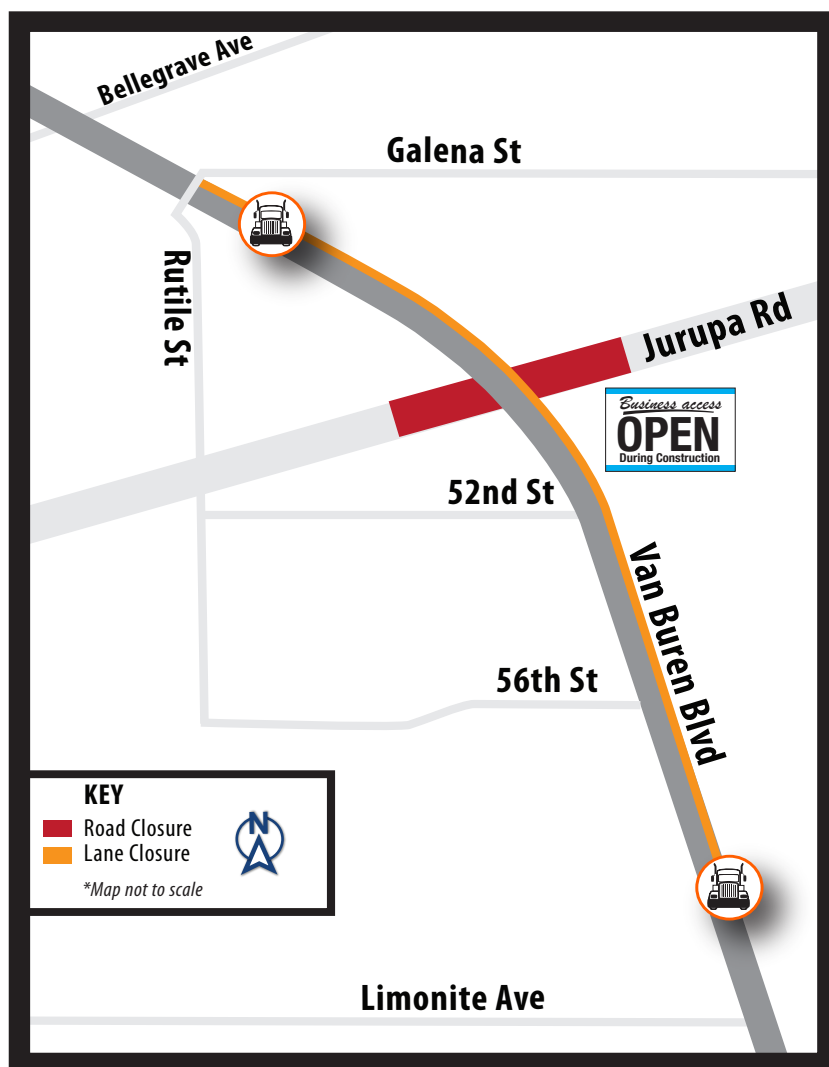 Bellegrave Ave
Galena St
Rutile St
Jurupa Rd
Business access
OPEN
During Construction
52nd St
Van Buren Blvd
56th St
KEY
Road Closure
Lane Closure
*Map not to scale
N
Limonite Ave